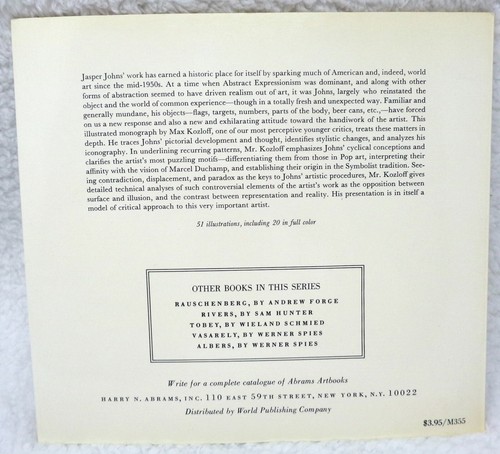 Jasper Johns' work has earned a historic place for itself by sparking much of American and, indeed, world
art since the mid-1950s. At a time when Abstract Expressionism was dominant, and along with other
forms of abstraction seemed to have driven realism out of art, it was Johns, largely who reinstated the
object and the world of common experience—though in a totally fresh and unexpected way. Familiar and
generally mundane, his objects—flags, targets, numbers, parts of the body, beer cans, etc.,—have forced
on us a new response and also a new and exhilarating attitude toward the handiwork of the artist. This
illustrated monograph by Max Kozloff, one of our most perceptive younger critics, treats these matters in
depth. He traces Johns' pictorial development and thought, identifies stylistic changes, and analyzes his
iconography. In underlining recurring patterns, Mr. Kozloff emphasizes Johns' cyclical conceptions and
clarifies the artist's most puzzling motifs—differentiating them from those in Pop art, interpreting their
affinity with the vision of Marcel Duchamp, and establishing their origin in the Symbolist tradition. See-
ing contradiction, displacement, and paradox as the keys to Johns' artistic procedures, Mr. Kozloff gives
detailed technical analyses of such controversial elements of the artist's work as the opposition between
surface and illusion, and the contrast between representation and reality. His presentation is in itself a
model of critical approach to this very important artist.
51 illustrations, including 20 in full color
OTHER BOOKS IN THIS SERIES
RAUSCHENBERG, BY ANDREW FORGE
RIVERS, BY SAM HUNTER
TOBEY, BY WIELAND SCHMIED
VASARELY, BY WERNER SPIES
ALBERS, BY WERNER SPIES
Write for a complete catalogue of Abrams Artbooks
HARRY N. ABRAMS, INC. 110 EAST 59TH STREET, NEW YORK, N.Y. 10022
Distributed by World Publishing Company
$3.95/M355